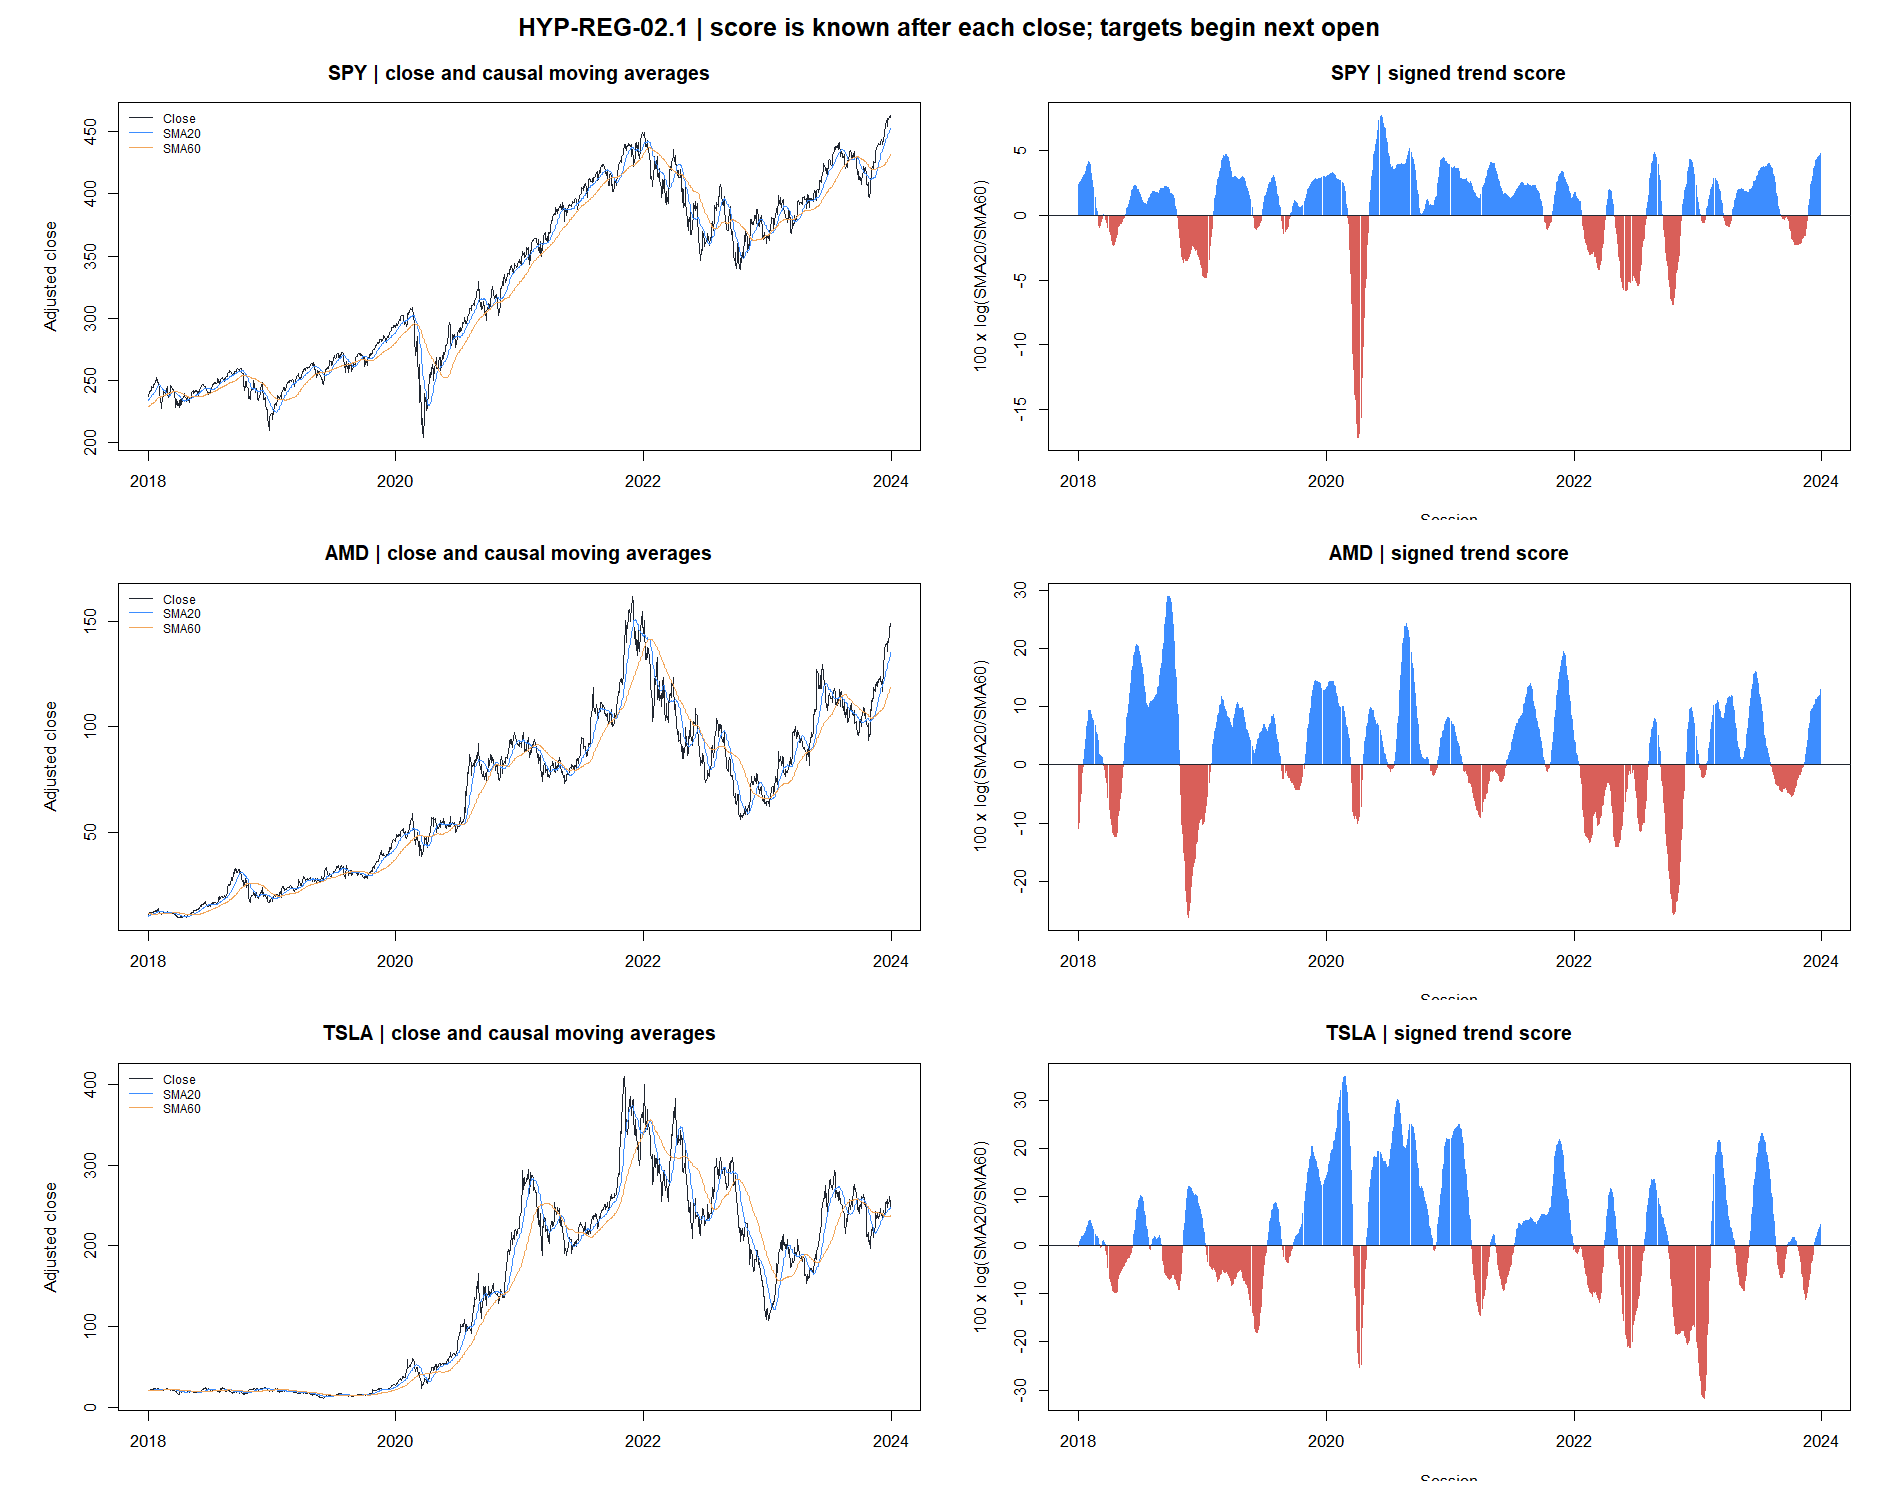 HYP-REG-02.1 | score is known after each close; targets begin next open
SPY | close and causal moving averages
Close
SMA20
SMA60
Adjusted close
200 250 300 350 400 450
2018 2020 2022 2024
SPY | signed trend score
100 x log(SMA20/SMA60)
-15 -10 -5 0 5
2018 2020 2022 2024
Session
AMD | close and causal moving averages
Close
SMA20
SMA60
Adjusted close
50 100 150
2018 2020 2022 2024
AMD | signed trend score
100 x log(SMA20/SMA60)
-20 -10 0 10 20 30
2018 2020 2022 2024
Session
TSLA | close and causal moving averages
Close
SMA20
SMA60
Adjusted close
0 100 200 300 400
2018 2020 2022 2024
TSLA | signed trend score
100 x log(SMA20/SMA60)
-30 -20 -10 0 10 20 30
2018 2020 2022 2024
Session